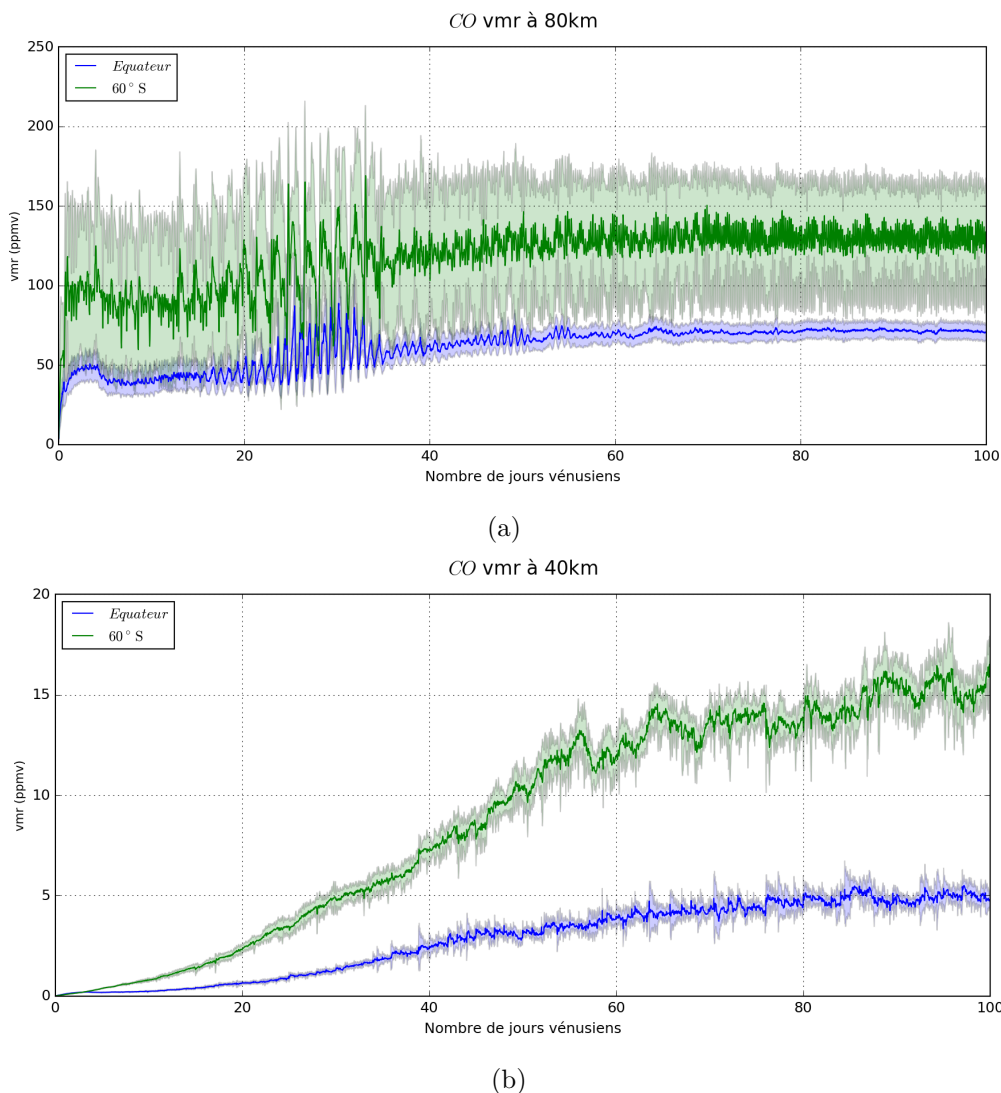 CO vmr à 80km
250
200
150
100
50
0
vmr (ppmv)
Equateur
60° S
0 20 40 60 80 100
Nombre de jours vénusiens
(a)
CO vmr à 40km
20
15
10
5
0
vmr (ppmv)
Equateur
60° S
0 20 40 60 80 100
Nombre de jours vénusiens
(b)